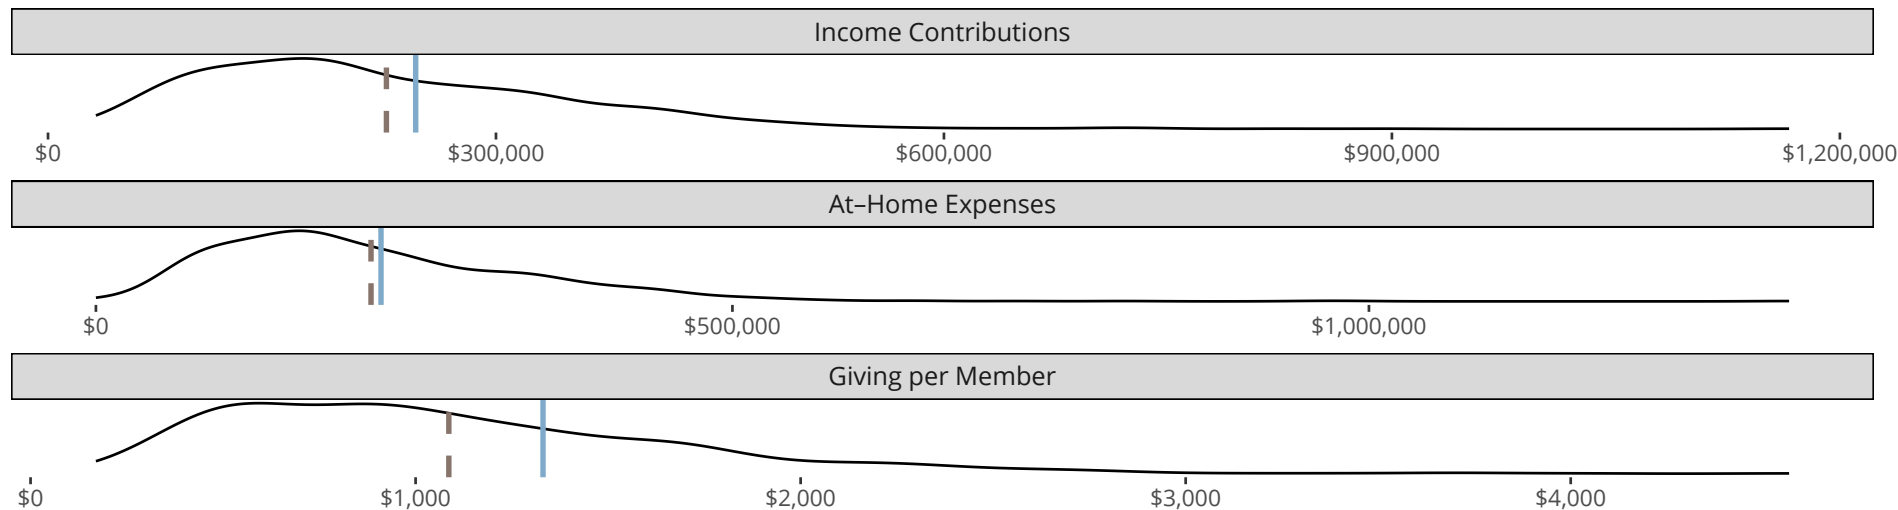 Income Contributions
$0 $300,000 $600,000 $900,000 $1,200,000
At–Home Expenses
$0 $500,000 $1,000,000
Giving per Member
$0 $1,000 $2,000 $3,000 $4,000